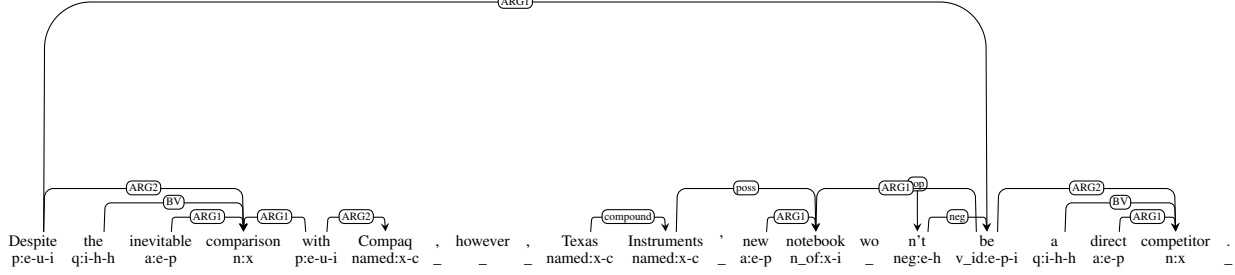 ARG1
ARG2 poss ARG1 op ARG2
BV BV
ARG1 ARG1 ARG2 compound ARG1 neg ARG1
Despite the inevitable comparison with Compaq , however , Texas Instruments ' new notebook wo n't be a direct competitor .
p:e-u-i q:i-h-h a:e-p n:x p:e-u-i named:x-c _ _ _ named:x-c named:x-c _ a:e-p n_of:x-i _ neg:e-h v_id:e-p-i q:i-h-h a:e-p n:x _